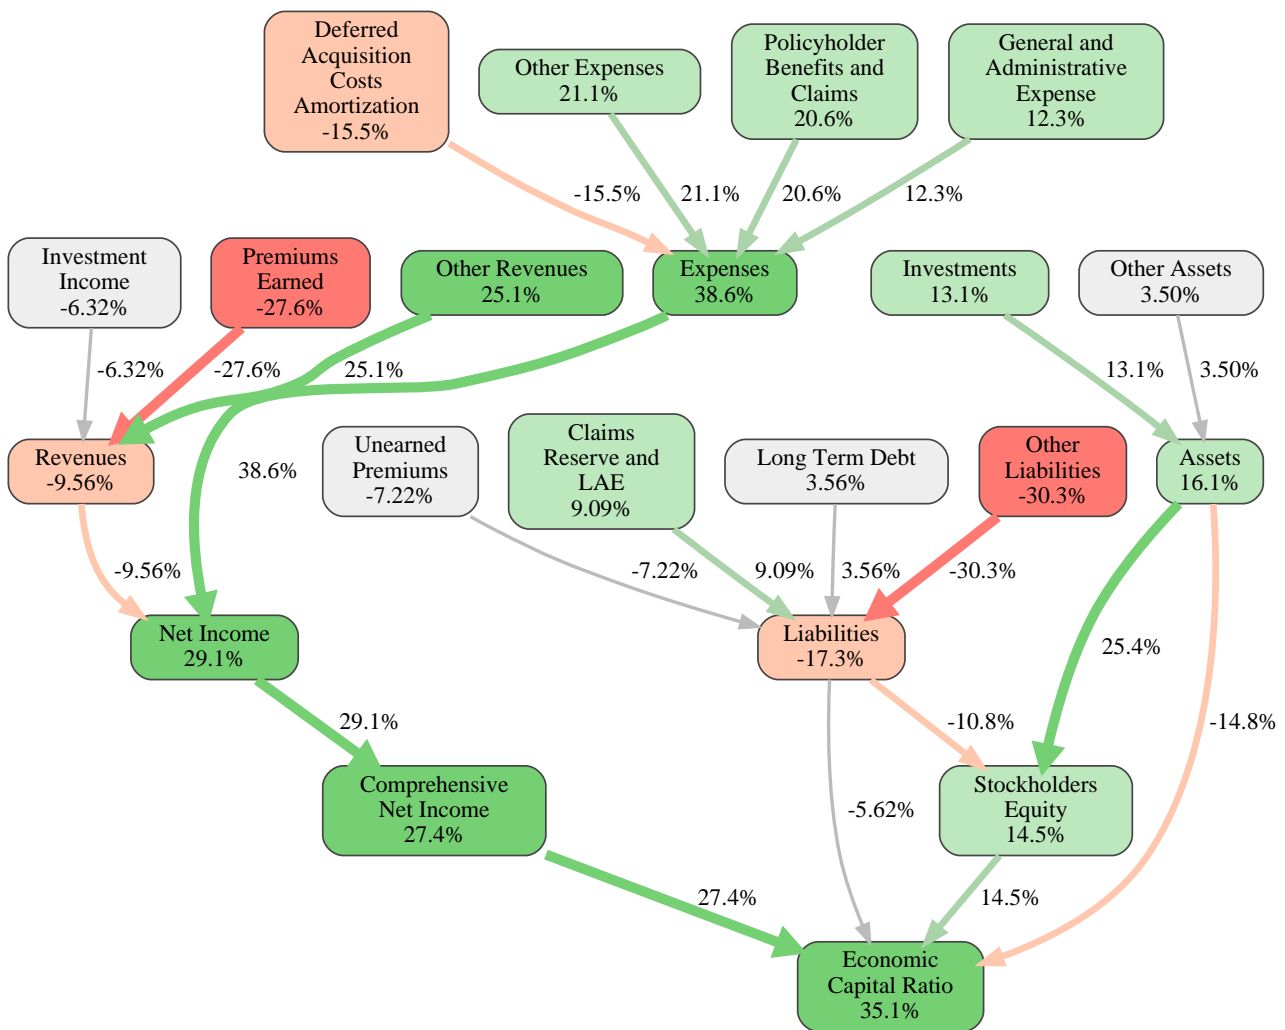 Deferred
Acquisition
Costs
Amortization
-15.5%
Other Expenses
21.1%
Policyholder
Benefits and
Claims
20.6%
General and
Administrative
Expense
12.3%
-15.5%
21.1%
20.6%
12.3%
Investment
Income
-6.32%
Premiums
Earned
-27.6%
Other Revenues
25.1%
Expenses
38.6%
Investments
13.1%
Other Assets
3.50%
-6.32%
-27.6%
25.1%
13.1%
3.50%
Revenues
-9.56%
38.6%
Unearned
Premiums
-7.22%
Claims
Reserve and
LAE
9.09%
Long Term Debt
3.56%
Other
Liabilities
-30.3%
Assets
16.1%
-9.56%
-7.22%
9.09%
3.56%
-30.3%
Net Income
29.1%
Liabilities
-17.3%
25.4%
29.1%
-10.8%
-14.8%
Comprehensive
Net Income
27.4%
-5.62%
Stockholders
Equity
14.5%
27.4%
14.5%
Economic
Capital Ratio
35.1%